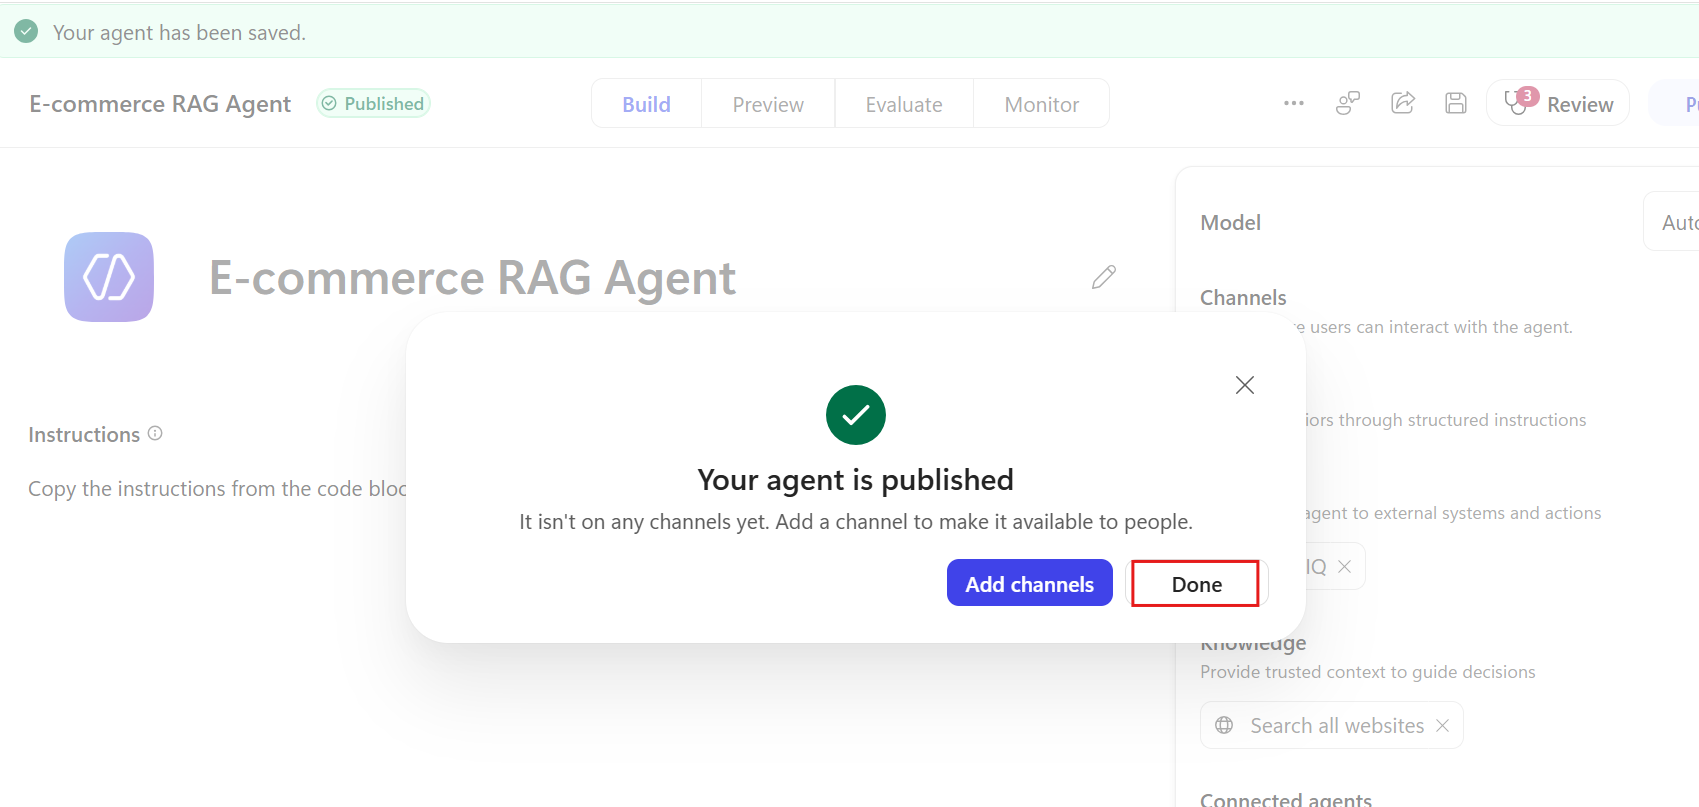 Your agent has been saved.
E-commerce RAG Agent
Published
Build
Preview
Evaluate
Monitor
3
Review
Model
E-commerce RAG Agent
Channels
users can interact with the agent.
Instructions
through structured instructions
Your agent is published
Copy the instructions from the code
It isn't on any channels yet. Add a channel to make it available to people.
agent to external systems and actions
Add channels
Done
IQ
Knowledge
Provide trusted context to guide decisions
Search all websites
Connected agents